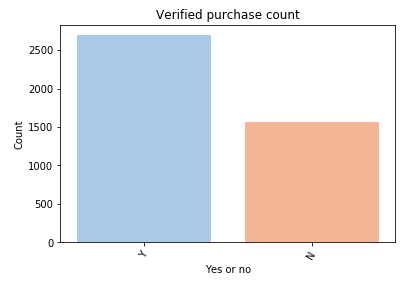 Verified purchase count
2500
2000
1500
1000
500
0
Count
Y
N
Yes or no